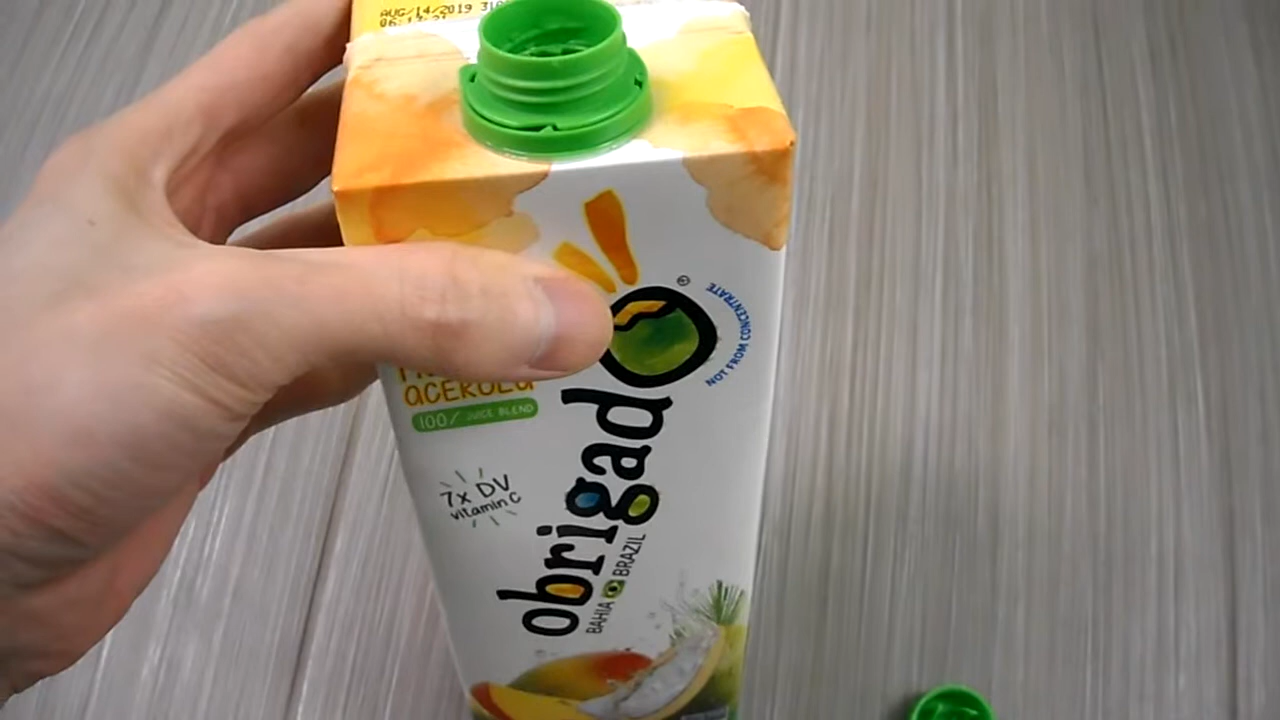 AUG/14/2019
®
NOT FROM CONCENTRATE
acerola
100% JUICE BLEND
7x DV
vitamin C
obrigado
BAHIA BRAZIL